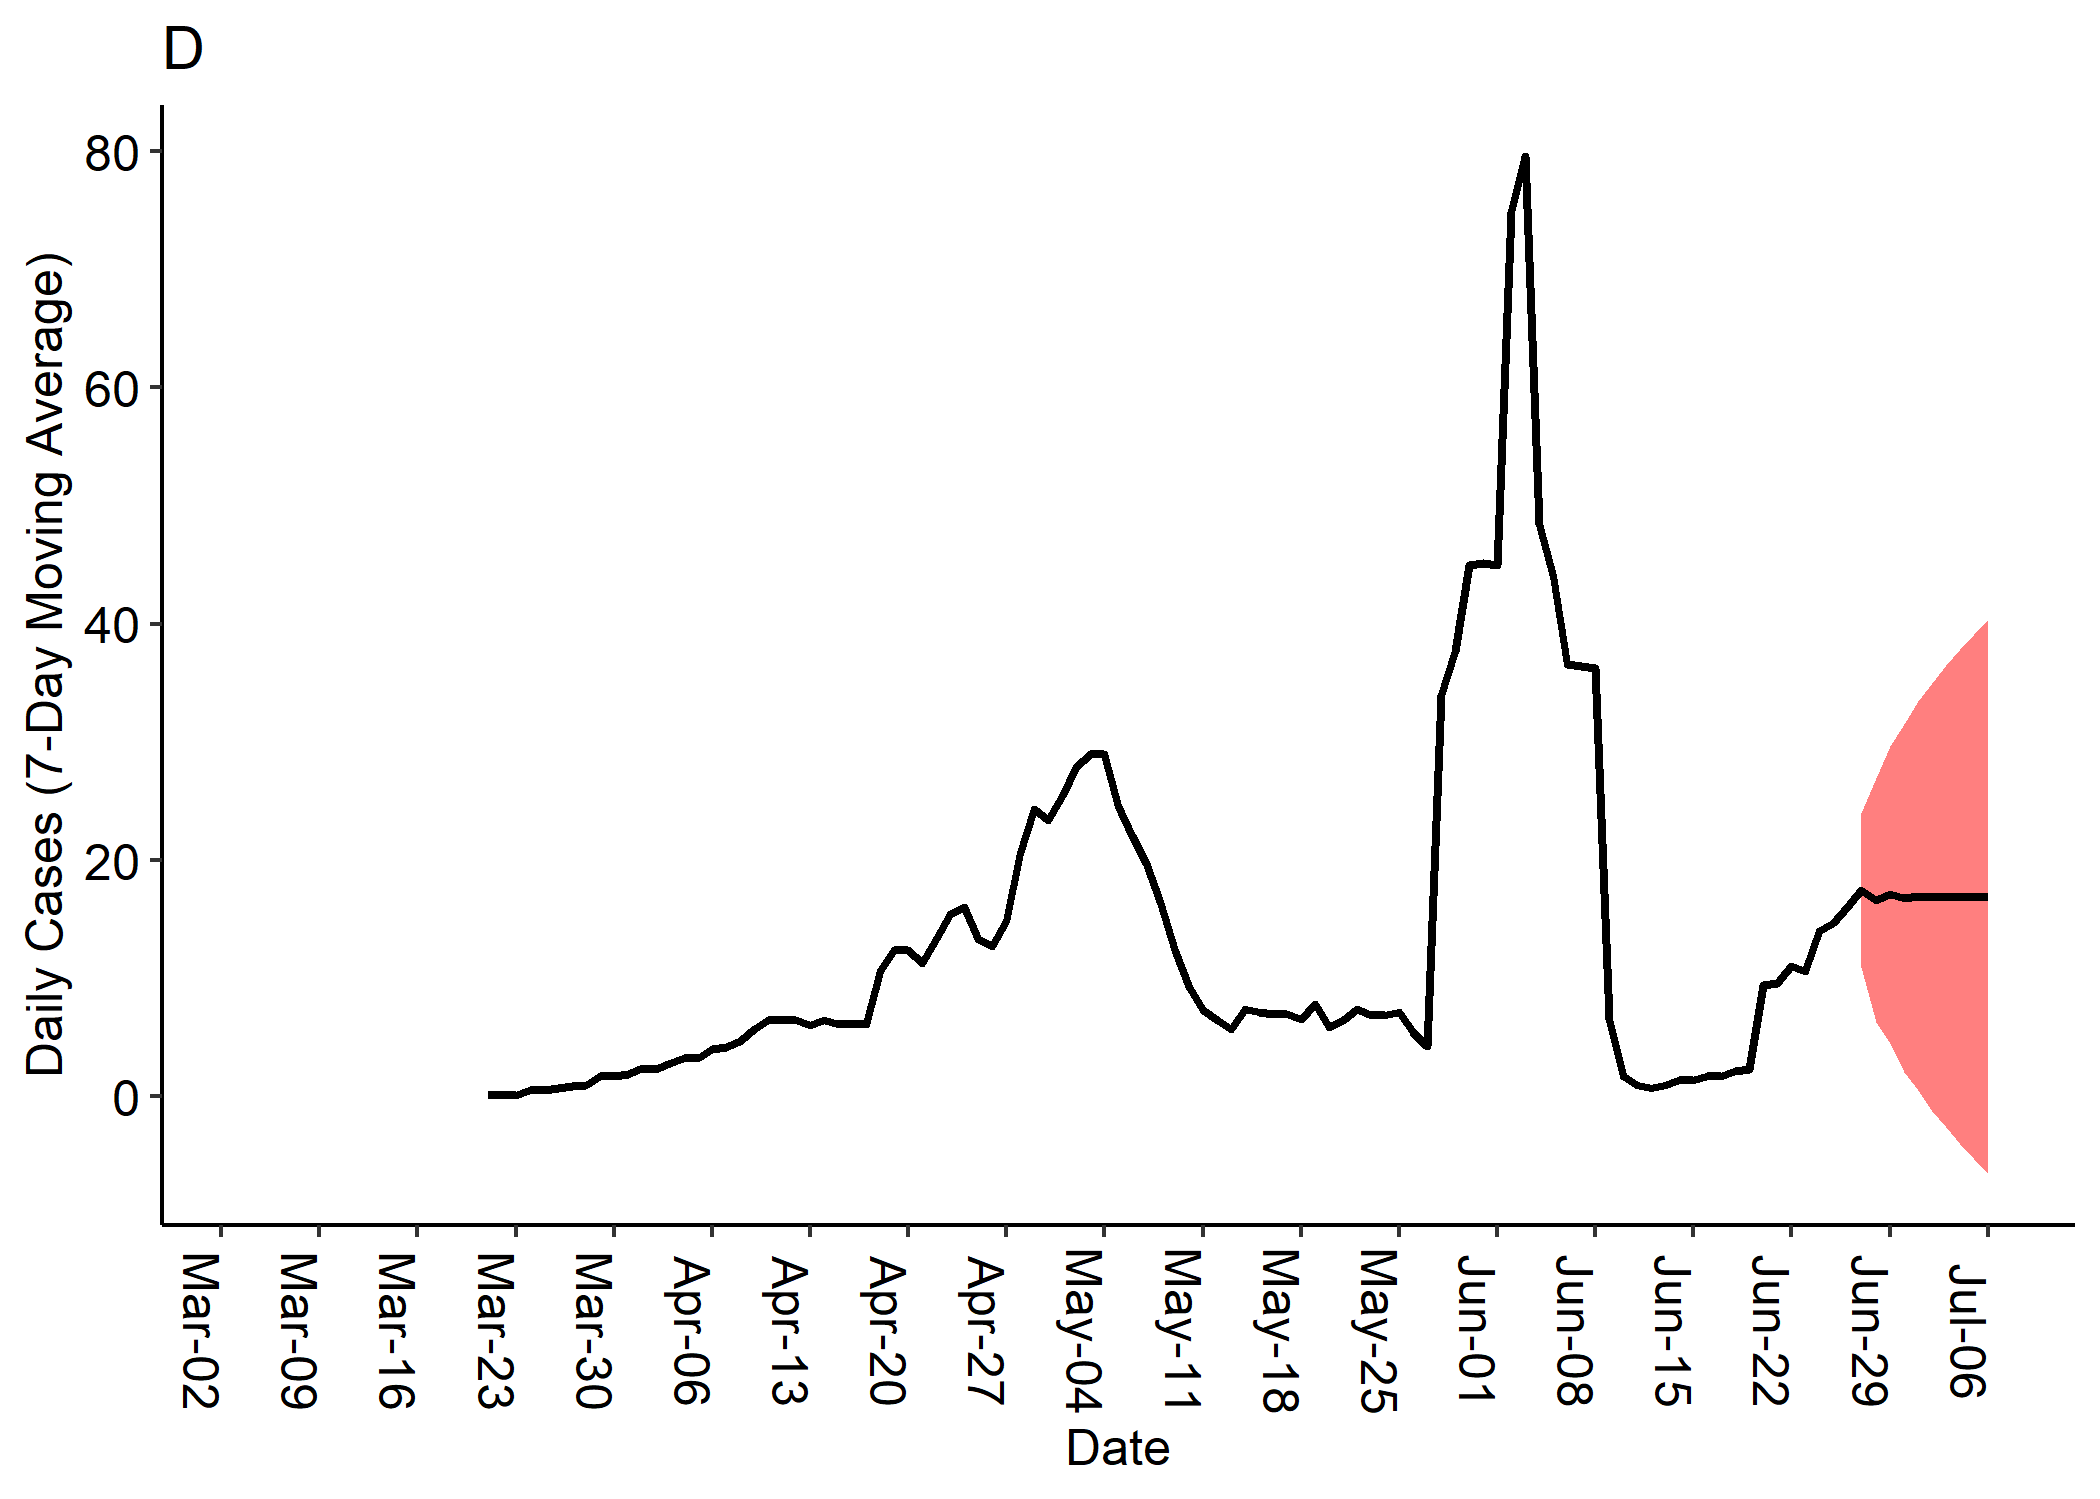 D
Daily Cases (7-Day Moving Average)
80
60
40
20
0
Mar-02
Mar-09
Mar-16
Mar-23
Mar-30
Apr-06
Apr-13
Apr-20
Apr-27
May-04
May-11
May-18
May-25
Jun-01
Jun-08
Jun-15
Jun-22
Jun-29
Jul-06
Date